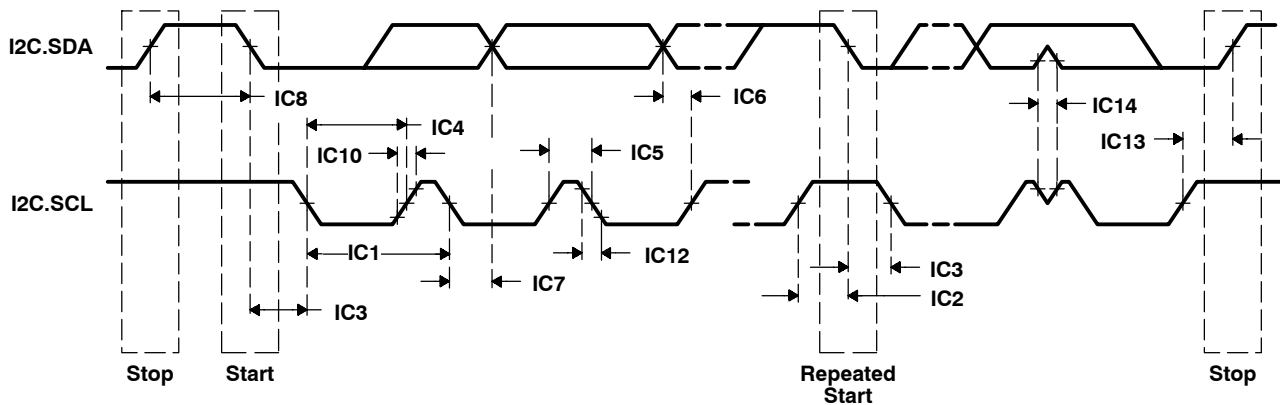 I2C.SDA
IC8
IC6
IC14
IC4
IC10
IC5
IC13
I2C.SCL
IC1
IC12
IC7
IC3
IC3
IC2
Stop
Start
Repeated
Start
Stop